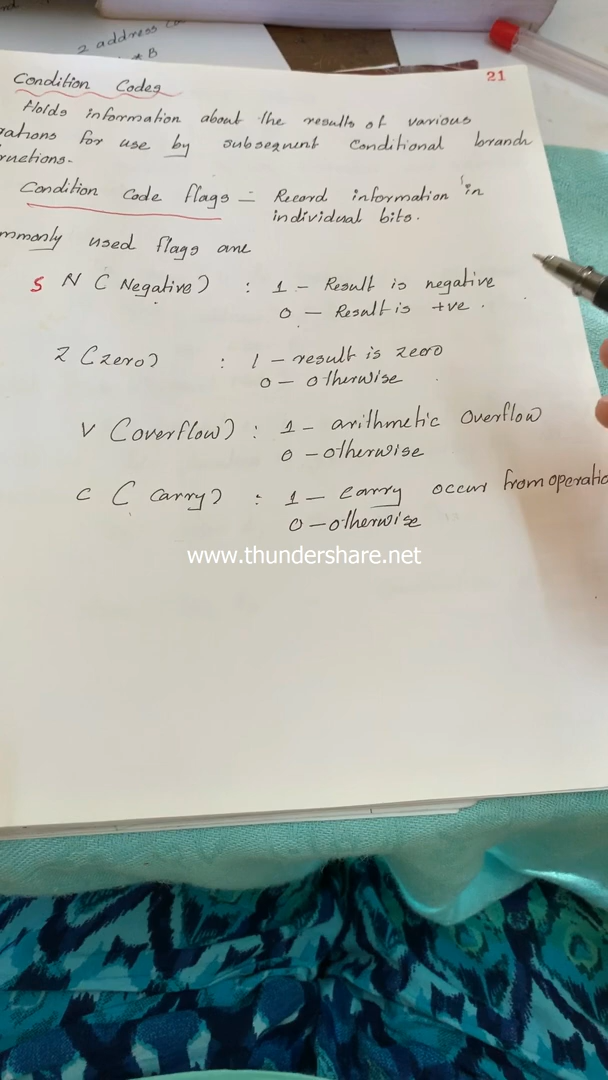 2 address
B
21
Condition Codes
Holds information about the results of various
rations for use by subsequent conditional branch
ructions.
Condition Code flags - Record information in
individual bits.
mmonly used flags are
S N (Negative) : 1 - Result is negative
0 - Result is +ve.
Z (zero) : 1 - result is zero
0 - otherwise
V (overflow) : 1 - arithmetic overflow
0 - otherwise
C (carry) : 1 - carry occur from operatio
0 - otherwise
www.thundershare.net